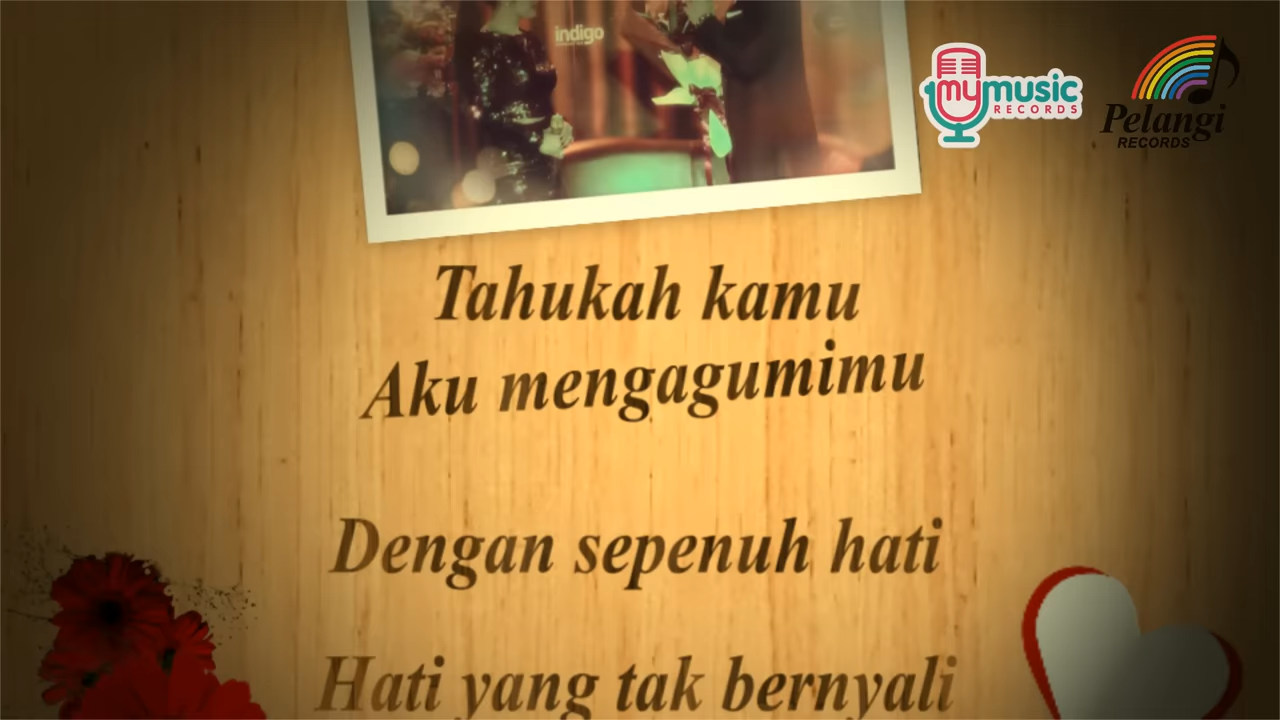 indigo
mymusic
RECORDS
Pelangi
RECORDS
Tahukah kamu
Aku mengagumimu
Dengan sepenuh hati
Hati yang tak bernyali